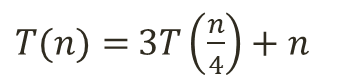 T(n) = 3T(n/4) + n